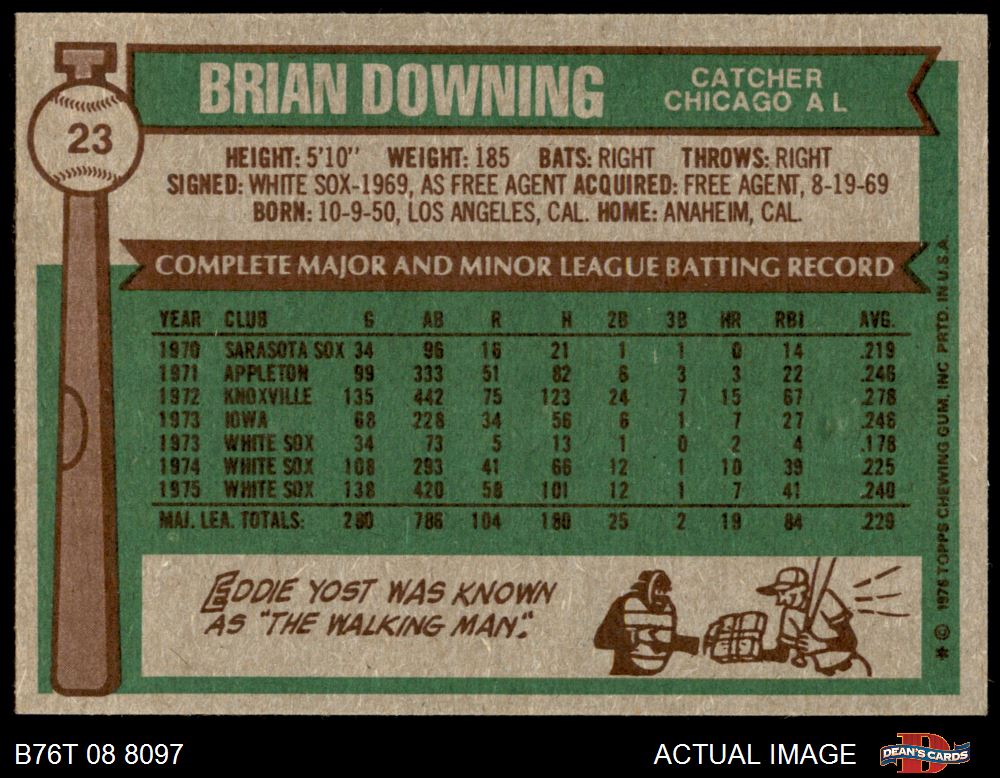 BRIAN DOWNING
CATCHER
CHICAGO A L
23
HEIGHT: 5'10" WEIGHT: 185 BATS: RIGHT THROWS: RIGHT
SIGNED: WHITE SOX-1969, AS FREE AGENT ACQUIRED: FREE AGENT, 8-19-69
BORN: 10-9-50, LOS ANGELES, CAL. HOME: ANAHEIM, CAL.
COMPLETE MAJOR AND MINOR LEAGUE BATTING RECORD
YEAR CLUB G AB R H 2B 3B HR RBI AVG.
1970 SARASOTA SOX 34 96 16 21 1 1 0 14 .219
1971 APPLETON 99 333 51 82 6 3 3 22 .246
1972 KNOXVILLE 135 442 75 123 24 7 15 67 .278
1973 IOWA 68 228 34 56 6 1 7 27 .246
1973 WHITE SOX 34 73 5 13 1 0 2 4 .178
1974 WHITE SOX 108 293 41 66 12 1 10 39 .225
1975 WHITE SOX 138 420 58 101 12 1 7 41 .240
MAJ. LEA. TOTALS: 280 786 104 180 25 2 19 84 .229
EDDIE YOST WAS KNOWN
AS "THE WALKING MAN."
* © 1976 TOPPS CHEWING GUM, INC PRTD. IN U.S.A.
B76T 08 8097
ACTUAL IMAGE
DEAN'S CARDS